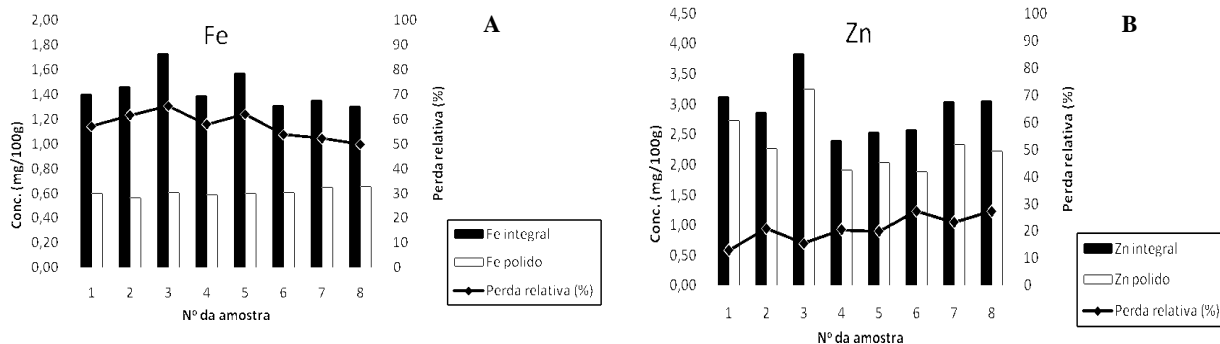 Fe
A
Conc. (mg/100g)
2,00
1,80
1,60
1,40
1,20
1,00
0,80
0,60
0,40
0,20
0,00
1 2 3 4 5 6 7 8
Nº da amostra
100
90
80
70
60
50
40
30
20
10
0
Perda relativa (%)
Fe integral
Fe polido
Perda relativa (%)
Zn
B
Conc. (mg/100g)
4,50
4,00
3,50
3,00
2,50
2,00
1,50
1,00
0,50
0,00
1 2 3 4 5 6 7 8
Nº da amostra
100
90
80
70
60
50
40
30
20
10
0
Perda relativa (%)
Zn integral
Zn polido
Perda relativa (%)